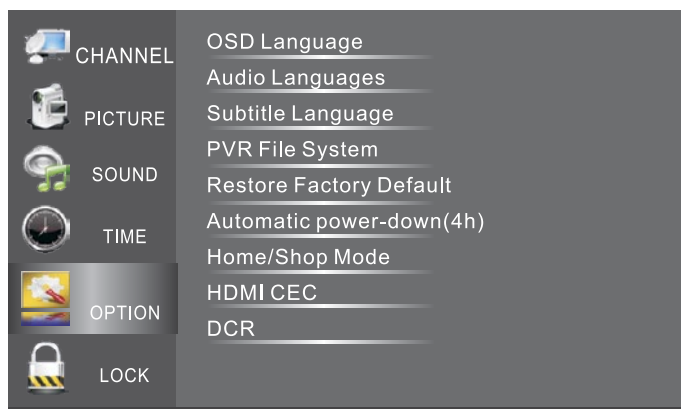 CHANNEL
PICTURE
SOUND
TIME
OPTION
LOCK
OSD Language
Audio Languages
Subtitle Language
PVR File System
Restore Factory Default
Automatic power-down(4h)
Home/Shop Mode
HDMI CEC
DCR